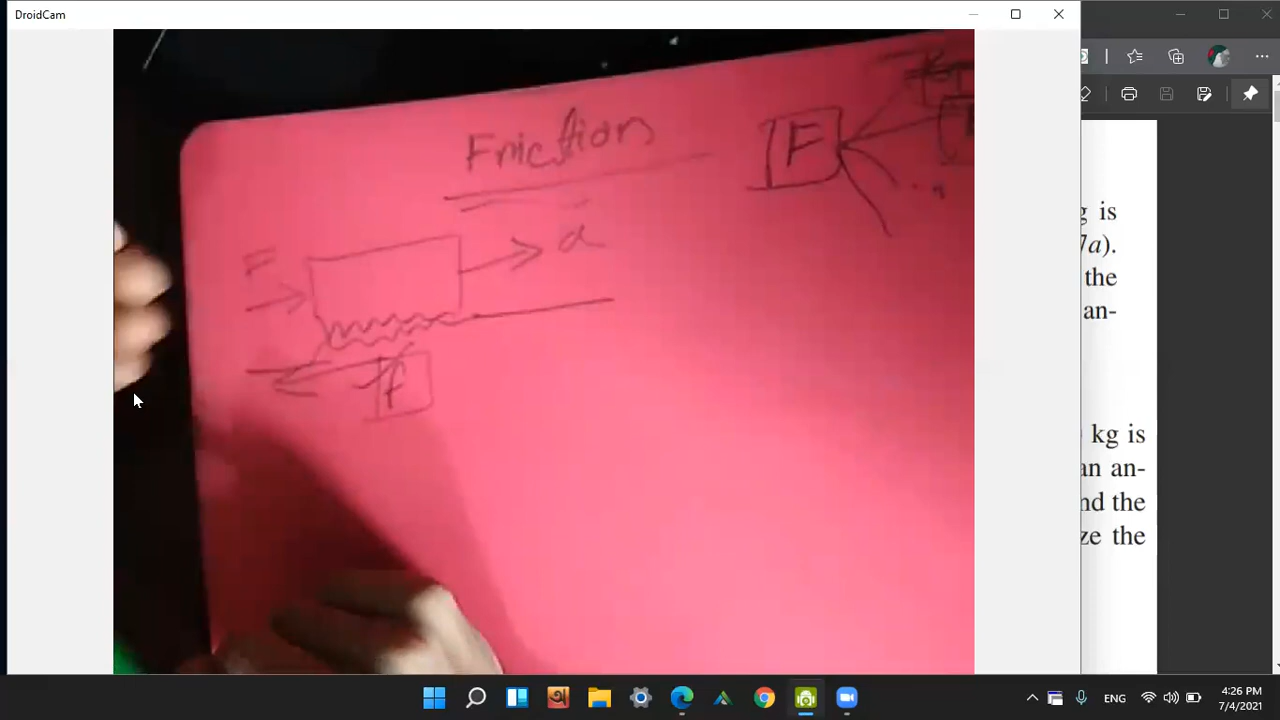 DroidCam
Friction
F
F
a
f
g is
7a).
the
an-
kg is
an an-
nd the
ze the
ENG
4:26 PM
7/4/2021